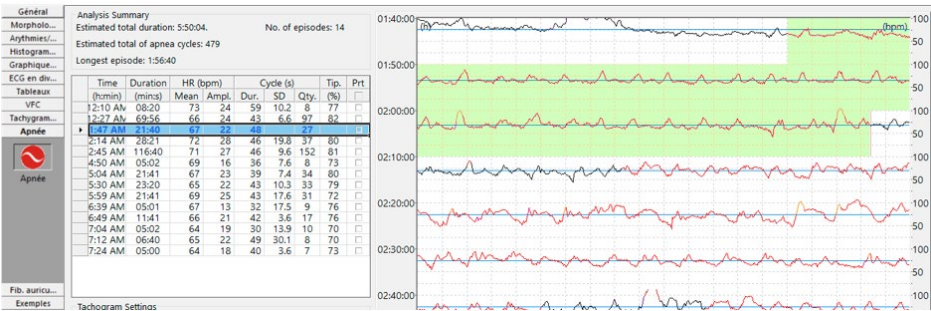 Général
Morpholo...
Arythmies/...
Histogram...
Graphique...
ECG en div...
Tableaux
VFC
Tachygram...
Apnée
Apnée
Fib. auricu...
Exemples
Analysis Summary
Estimated total duration: 5:50:04. No. of episodes: 14
Estimated total of apnea cycles: 479
Longest episode: 1:56:40
Time Duration HR (bpm) Cycle (s) Tip. Prt
(h:min) (min:s) Mean Ampl. Dur. SD Qty. (%)
12:10 AM 08:20 73 24 59 10.2 8 77
12:27 AM 69:56 66 24 43 6.6 97 82
1:47 AM 21:40 67 22 48 27
2:14 AM 28:21 72 28 46 19.8 37 80
2:45 AM 116:40 71 27 46 9.6 152 81
4:50 AM 05:02 69 16 36 7.6 8 73
5:04 AM 21:41 67 23 39 7.4 34 80
5:30 AM 23:20 65 22 43 10.3 33 79
5:59 AM 21:41 69 25 43 17.6 31 72
6:39 AM 05:01 67 13 32 17.5 9 76
6:49 AM 11:41 66 21 42 3.6 17 76
7:04 AM 05:02 64 19 30 13.9 10 70
7:12 AM 06:40 65 22 49 30.1 8 70
7:24 AM 05:00 64 18 40 3.6 7 73
Tachogram Settings
01:40:00 (h) (bpm) 100
50
01:50:00 100
50
02:00:00 100
50
02:10:00 100
50
02:20:00 100
50
02:30:00 100
50
02:40:00 100